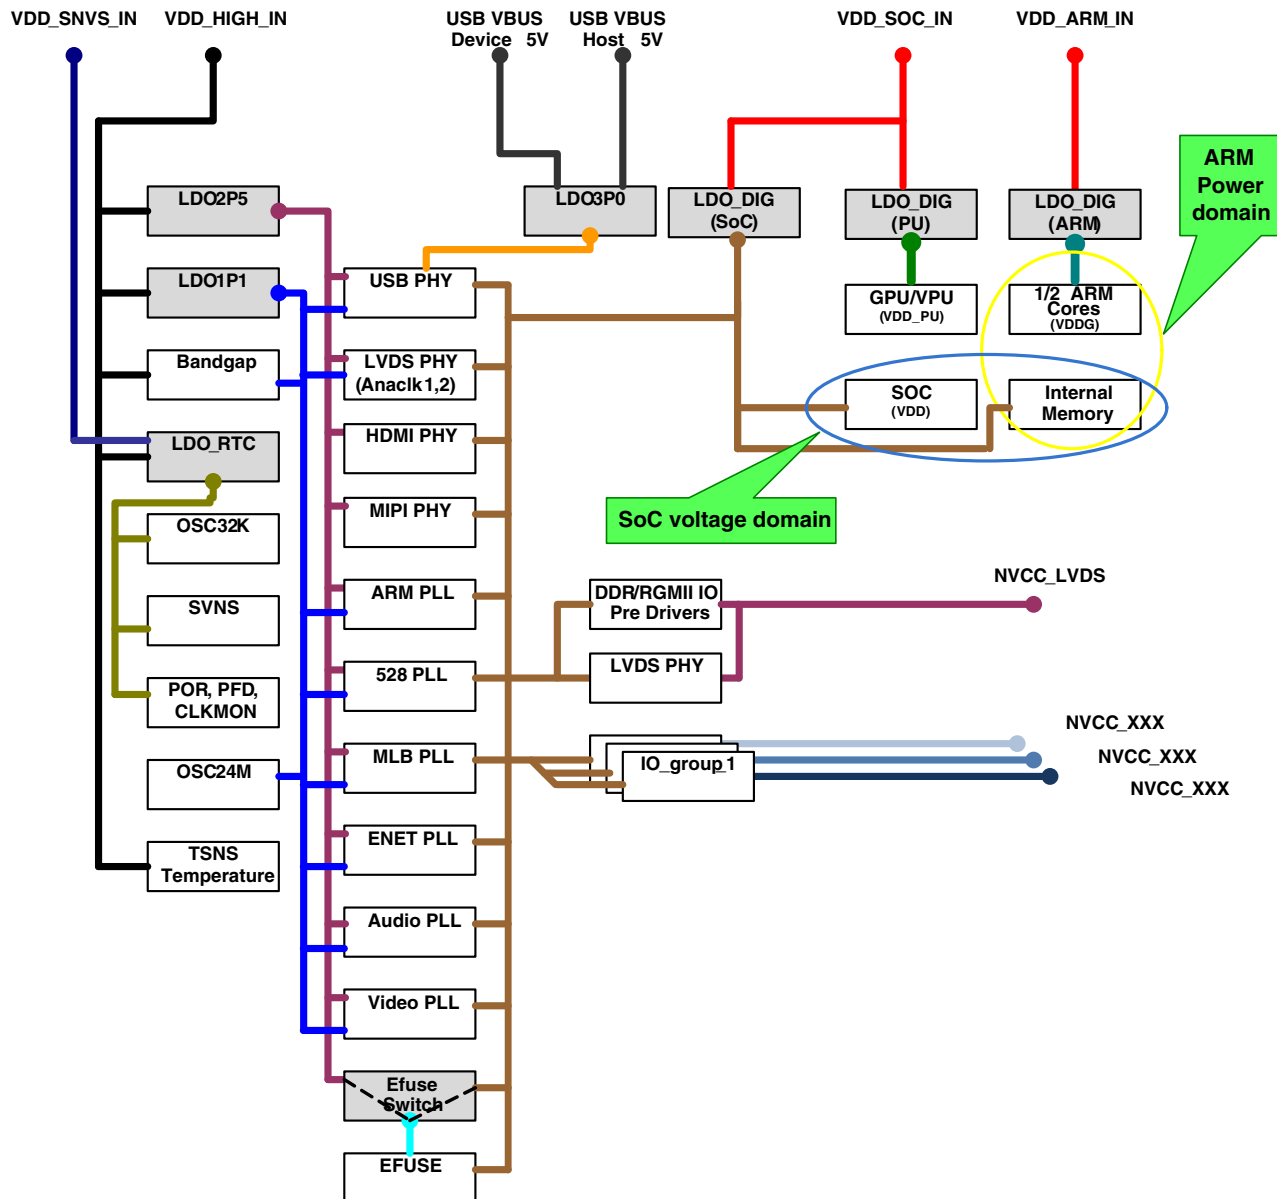 VDD_SNVS_IN
VDD_HIGH_IN
USB VBUS
Device 5V
USB VBUS
Host 5V
VDD_SOC_IN
VDD_ARM_IN
ARM
Power
domain
LDO2P5
LDO3P0
LDO_DIG
(SoC)
LDO_DIG
(PU)
LDO_DIG
(ARM)
LDO1P1
USB PHY
GPU/VPU
(VDD_PU)
1/2 ARM
Cores
(VDDG)
Bandgap
LVDS PHY
(Anaclk1,2)
SOC
(VDD)
Internal
Memory
LDO_RTC
HDMI PHY
OSC32K
MIPI PHY
SoC voltage domain
SVNS
ARM PLL
DDR/RGMII IO
Pre Drivers
NVCC_LVDS
POR, PFD,
CLKMON
528 PLL
LVDS PHY
OSC24M
MLB PLL
IO_group_1
NVCC_XXX
NVCC_XXX
NVCC_XXX
TSNS
Temperature
ENET PLL
Audio PLL
Video PLL
Efuse
Switch
EFUSE